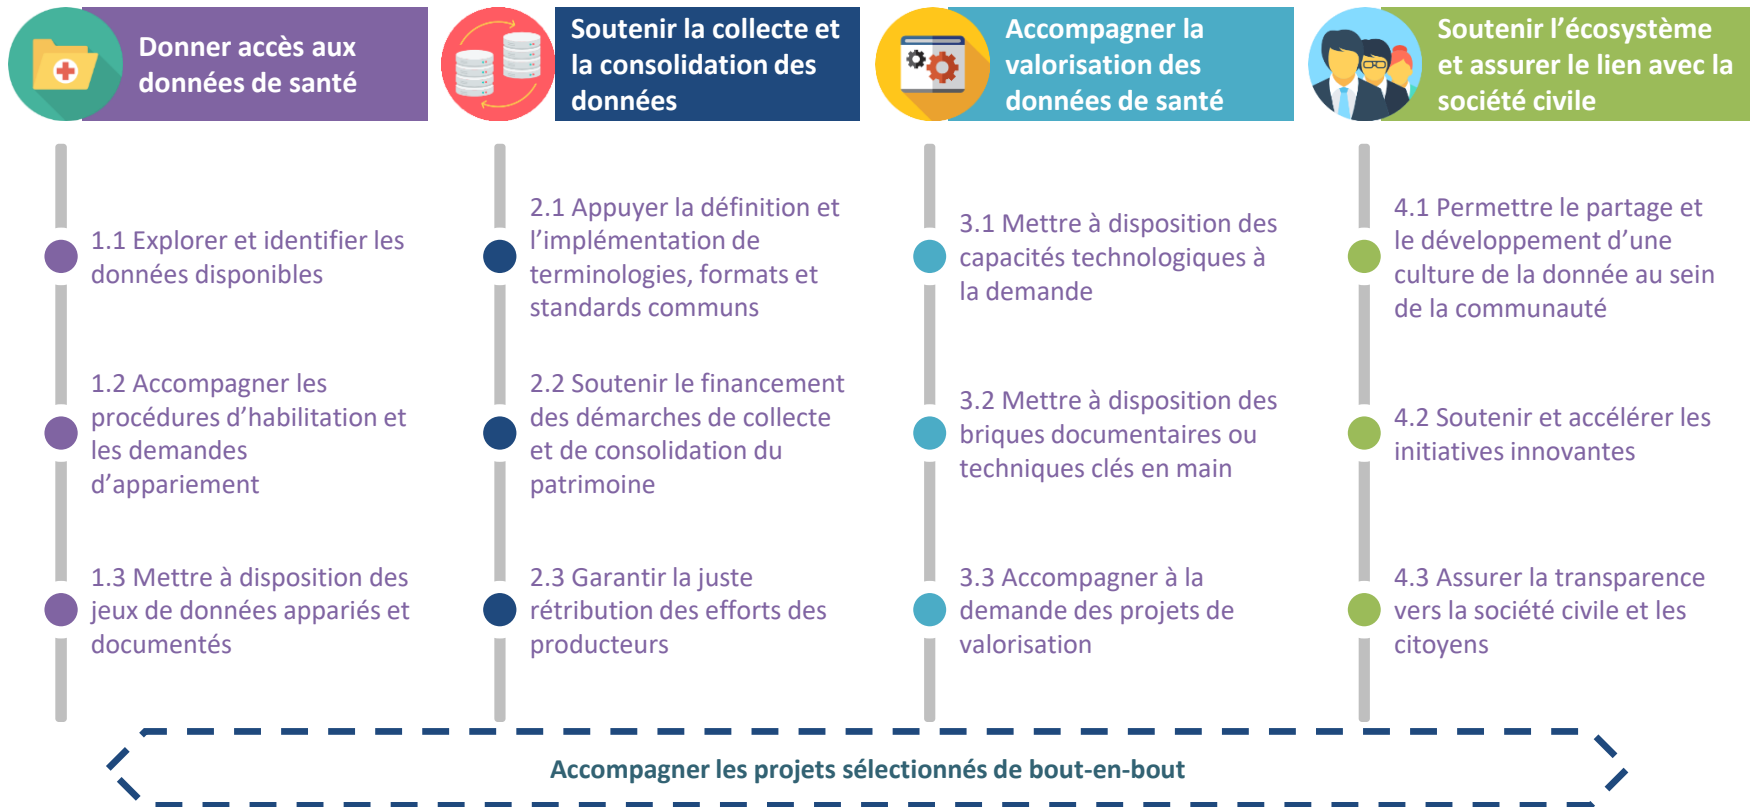 Donner accès aux
données de santé
Soutenir la collecte et
la consolidation des
données
Accompagner la
valorisation des
données de santé
Soutenir l’écosystème
et assurer le lien avec la
société civile
1.1 Explorer et identifier les
données disponibles
1.2 Accompagner les
procédures d’habilitation et
les demandes
d’appariement
1.3 Mettre à disposition des
jeux de données appariés et
documentés
2.1 Appuyer la définition et
l’implémentation de
terminologies, formats et
standards communs
2.2 Soutenir le financement
des démarches de collecte
et de consolidation du
patrimoine
2.3 Garantir la juste
rétribution des efforts des
producteurs
3.1 Mettre à disposition des
capacités technologiques à
la demande
3.2 Mettre à disposition des
briques documentaires ou
techniques clés en main
3.3 Accompagner à la
demande des projets de
valorisation
4.1 Permettre le partage et
le développement d’une
culture de la donnée au sein
de la communauté
4.2 Soutenir et accélérer les
initiatives innovantes
4.3 Assurer la transparence
vers la société civile et les
citoyens
Accompagner les projets sélectionnés de bout-en-bout